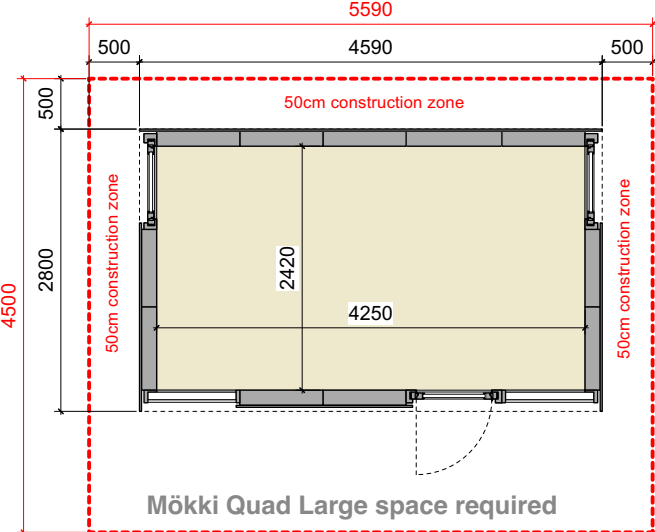 5590
500 4590 500
50cm construction zone
500
2800
4500
50cm construction zone
50cm construction zone
2420
4250
Mökki Quad Large space required